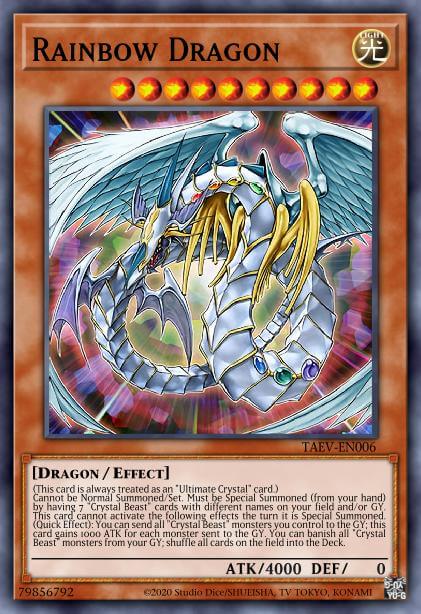 RAINBOW DRAGON
LIGHT
光
TAEV-EN006
[DRAGON / EFFECT]
(This card is always treated as an "Ultimate Crystal" card.)
Cannot be Normal Summoned/Set. Must be Special Summoned (from your hand)
by having 7 "Crystal Beast" cards with different names on your field and/or GY.
This card cannot activate the following effects the turn it is Special Summoned.
(Quick Effect): You can send all "Crystal Beast" monsters you control to the GY; this
card gains 1000 ATK for each monster sent to the GY. You can banish all "Crystal
Beast" monsters from your GY; shuffle all cards on the field into the Deck.
ATK/4000 DEF/ 0
79856792
©2020 Studio Dice/SHUEISHA, TV TOKYO, KONAMI